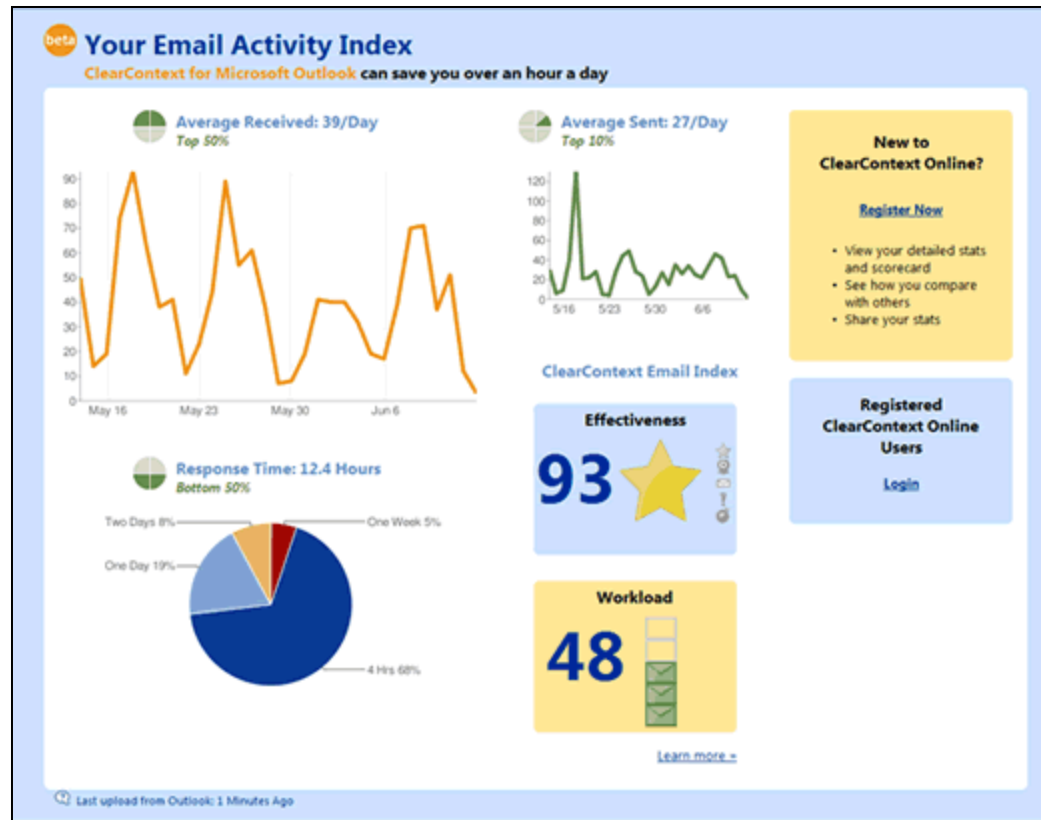 beta
Your Email Activity Index
ClearContext for Microsoft Outlook can save you over an hour a day
Average Received: 39/Day
Top 50%
90
80
70
60
50
40
30
20
10
0
May 16 May 23 May 30 Jun 6
Response Time: 12.4 Hours
Bottom 50%
Two Days 8%
One Week 5%
One Day 19%
4 Hrs 68%
Average Sent: 27/Day
Top 10%
120
100
80
60
40
20
0
5/16 5/23 5/30 6/6
ClearContext Email Index
Effectiveness
93
Workload
48
Learn more »
New to
ClearContext Online?
Register Now
• View your detailed stats
and scorecard
• See how you compare
with others
• Share your stats
Registered
ClearContext Online
Users
Login
Last upload from Outlook: 1 Minutes Ago